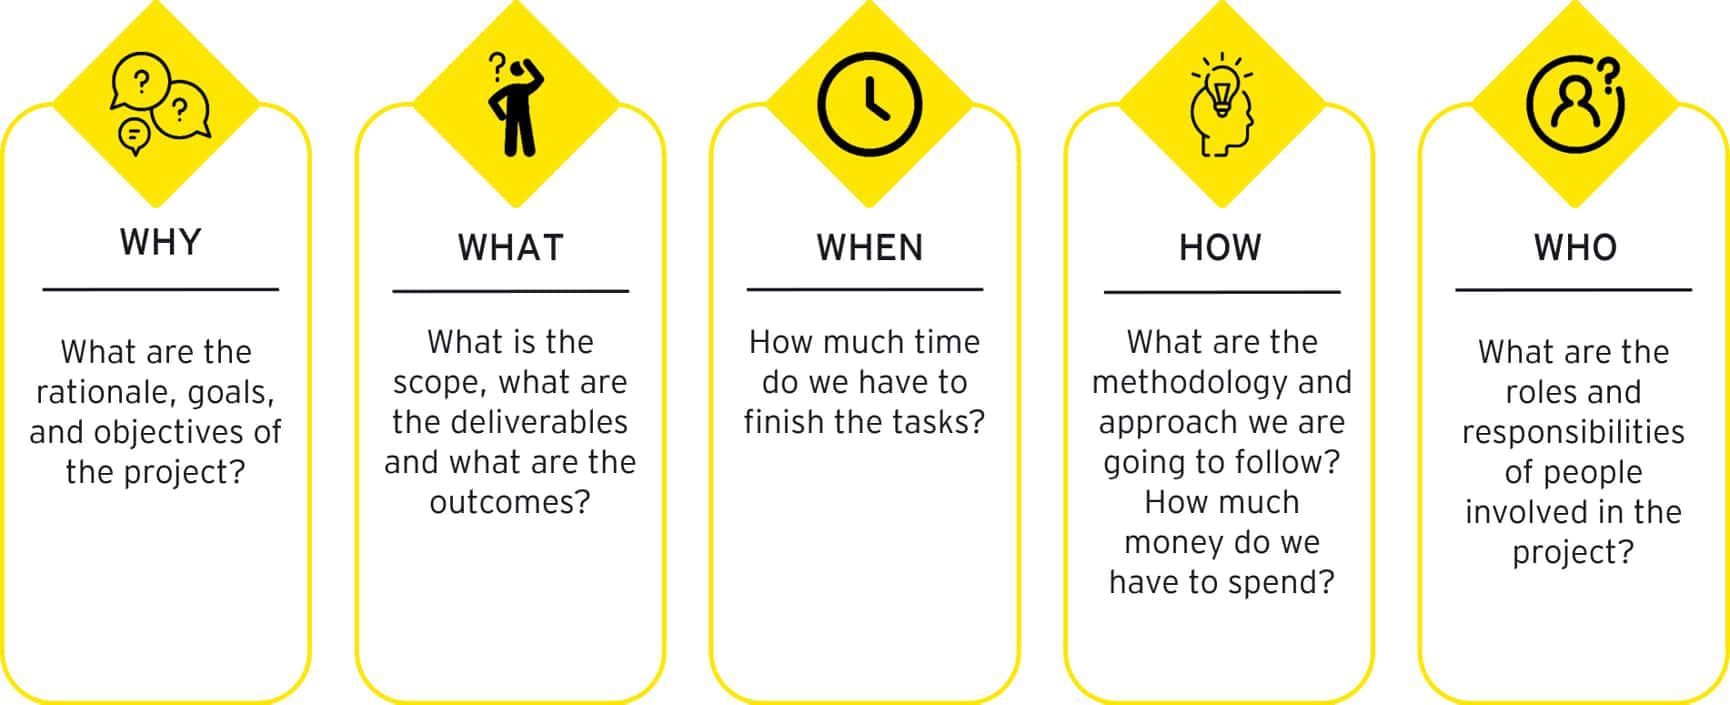 WHY
What are the
rationale, goals,
and objectives of
the project?
WHAT
What is the
scope, what are
the deliverables
and what are the
outcomes?
WHEN
How much time
do we have to
finish the tasks?
HOW
What are the
methodology and
approach we are
going to follow?
How much
money do we
have to spend?
WHO
What are the
roles and
responsibilities
of people
involved in the
project?